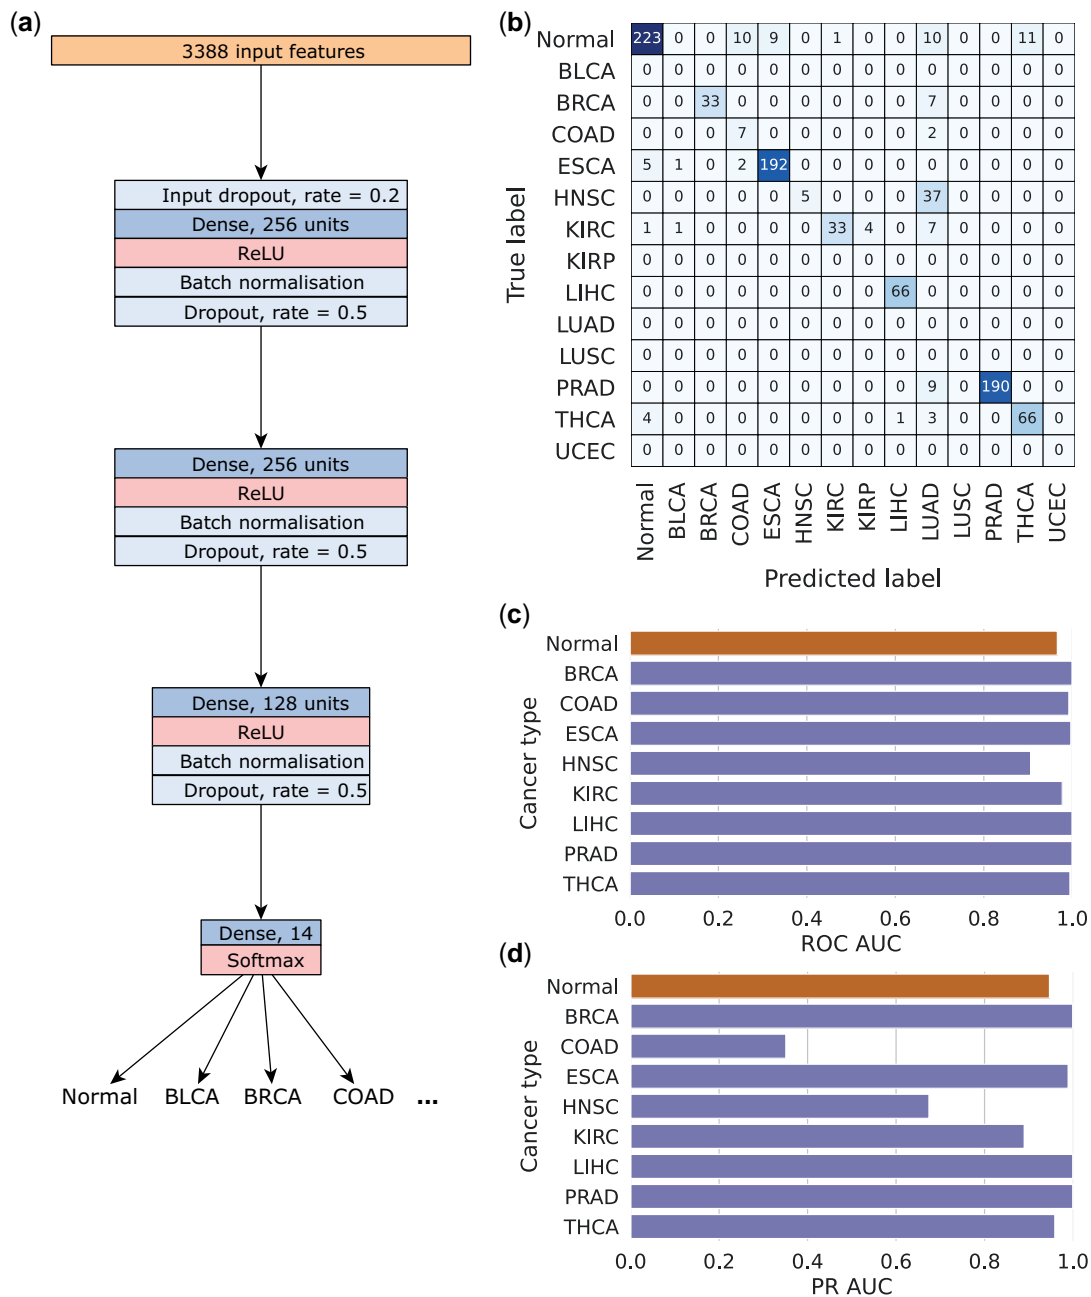 (a)
3388 input features
Input dropout, rate = 0.2
Dense, 256 units
ReLU
Batch normalisation
Dropout, rate = 0.5
Dense, 256 units
ReLU
Batch normalisation
Dropout, rate = 0.5
Dense, 128 units
ReLU
Batch normalisation
Dropout, rate = 0.5
Dense, 14
Softmax
Normal BLCA BRCA COAD ...
(b)
True label
Normal 223 0 0 10 9 0 1 0 0 10 0 0 11 0
BLCA 0 0 0 0 0 0 0 0 0 0 0 0 0 0
BRCA 0 0 33 0 0 0 0 0 0 7 0 0 0 0
COAD 0 0 0 7 0 0 0 0 0 2 0 0 0 0
ESCA 5 1 0 2 192 0 0 0 0 0 0 0 0 0
HNSC 0 0 0 0 0 5 0 0 0 37 0 0 0 0
KIRC 1 1 0 0 0 0 33 4 0 7 0 0 0 0
KIRP 0 0 0 0 0 0 0 0 0 0 0 0 0 0
LIHC 0 0 0 0 0 0 0 0 66 0 0 0 0 0
LUAD 0 0 0 0 0 0 0 0 0 0 0 0 0 0
LUSC 0 0 0 0 0 0 0 0 0 0 0 0 0 0
PRAD 0 0 0 0 0 0 0 0 0 9 0 190 0 0
THCA 4 0 0 0 0 0 0 0 1 3 0 0 66 0
UCEC 0 0 0 0 0 0 0 0 0 0 0 0 0 0
Normal BLCA BRCA COAD ESCA HNSC KIRC KIRP LIHC LUAD LUSC PRAD THCA UCEC
Predicted label
(c)
Cancer type
Normal
BRCA
COAD
ESCA
HNSC
KIRC
LIHC
PRAD
THCA
0.0 0.2 0.4 0.6 0.8 1.0
ROC AUC
(d)
Cancer type
Normal
BRCA
COAD
ESCA
HNSC
KIRC
LIHC
PRAD
THCA
0.0 0.2 0.4 0.6 0.8 1.0
PR AUC